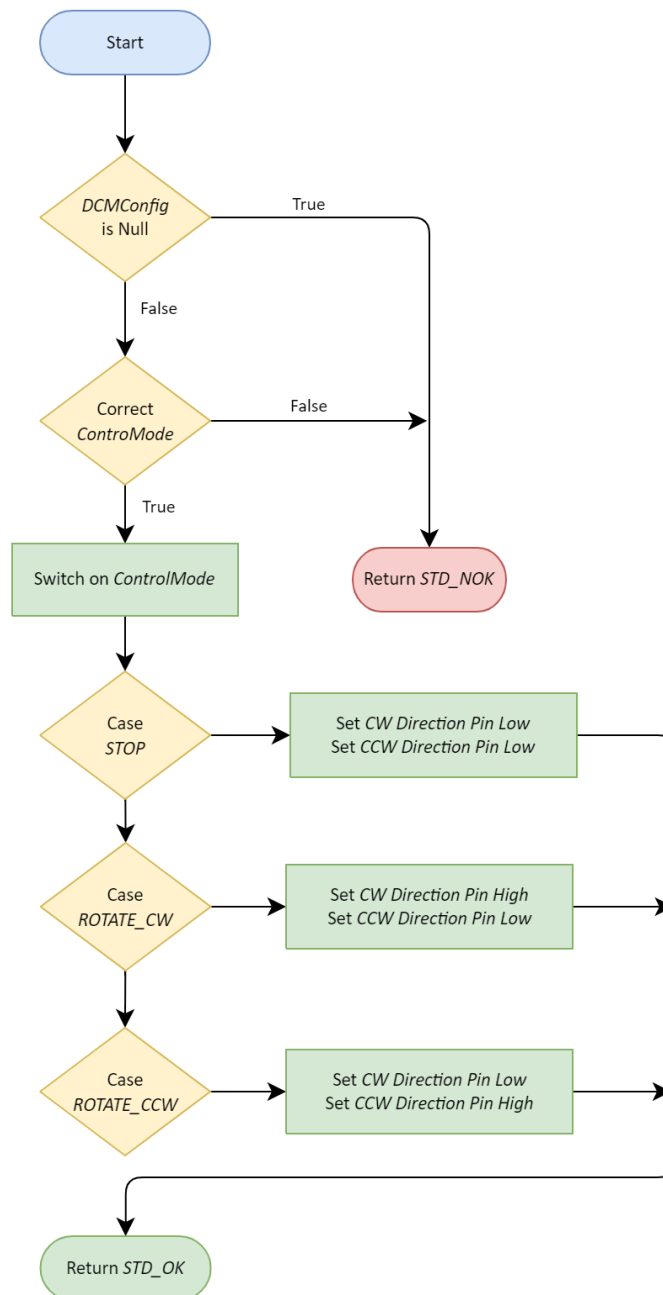 Start
DCMConfig
is Null
True
False
Correct
ControMode
False
True
Switch on ControlMode
Return STD_NOK
Case
STOP
Set CW Direction Pin Low
Set CCW Direction Pin Low
Case
ROTATE_CW
Set CW Direction Pin High
Set CCW Direction Pin Low
Case
ROTATE_CCW
Set CW Direction Pin Low
Set CCW Direction Pin High
Return STD_OK